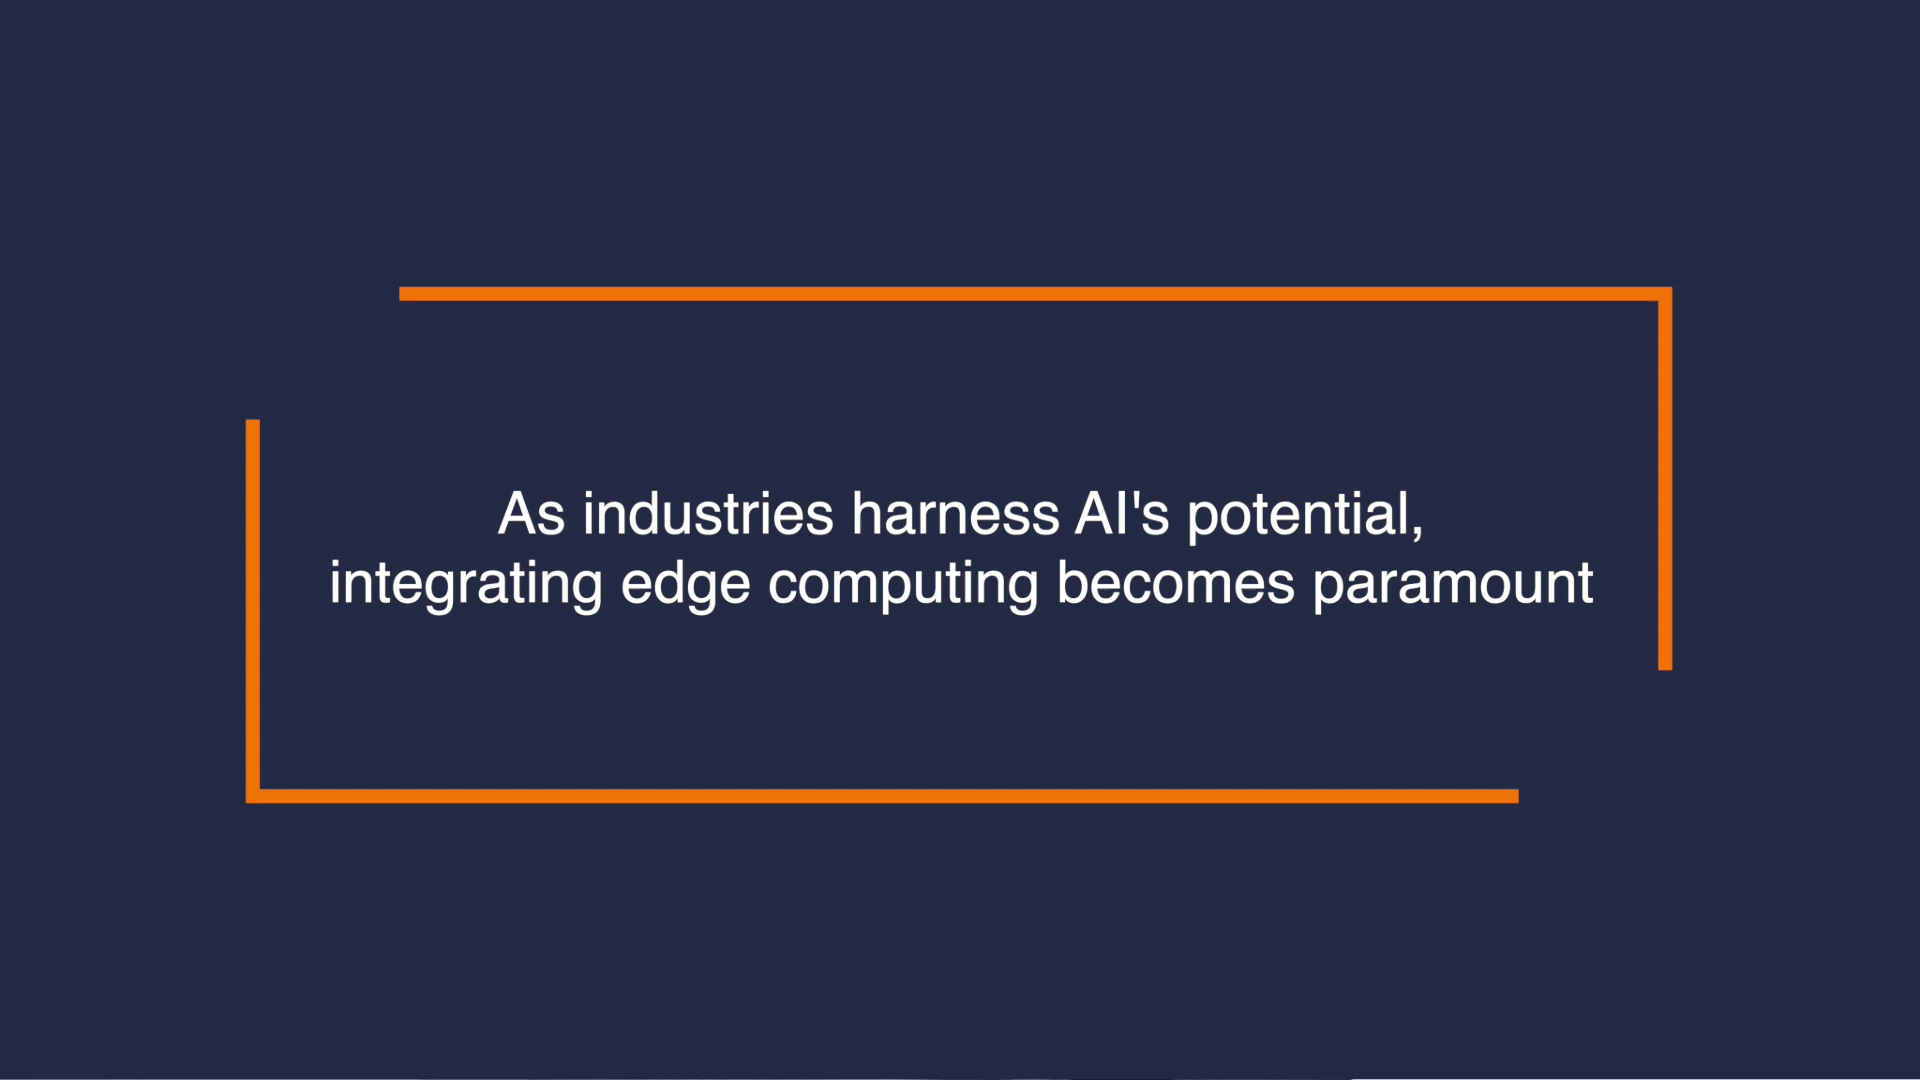 As industries harness AI's potential,
integrating edge computing becomes paramount